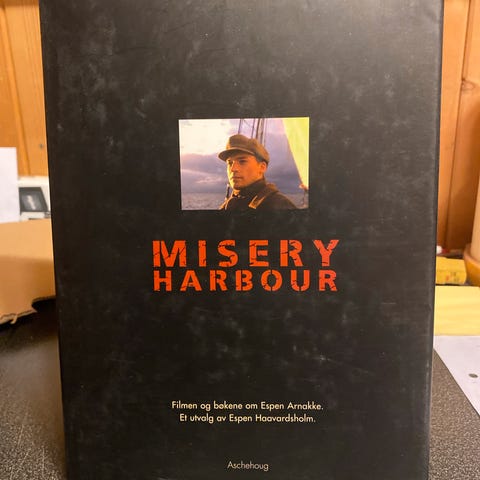 MISERY
HARBOUR
Filmen og bøkene om Espen Arnakke.
Et utvalg av Espen Haavardsholm.
Aschehoug